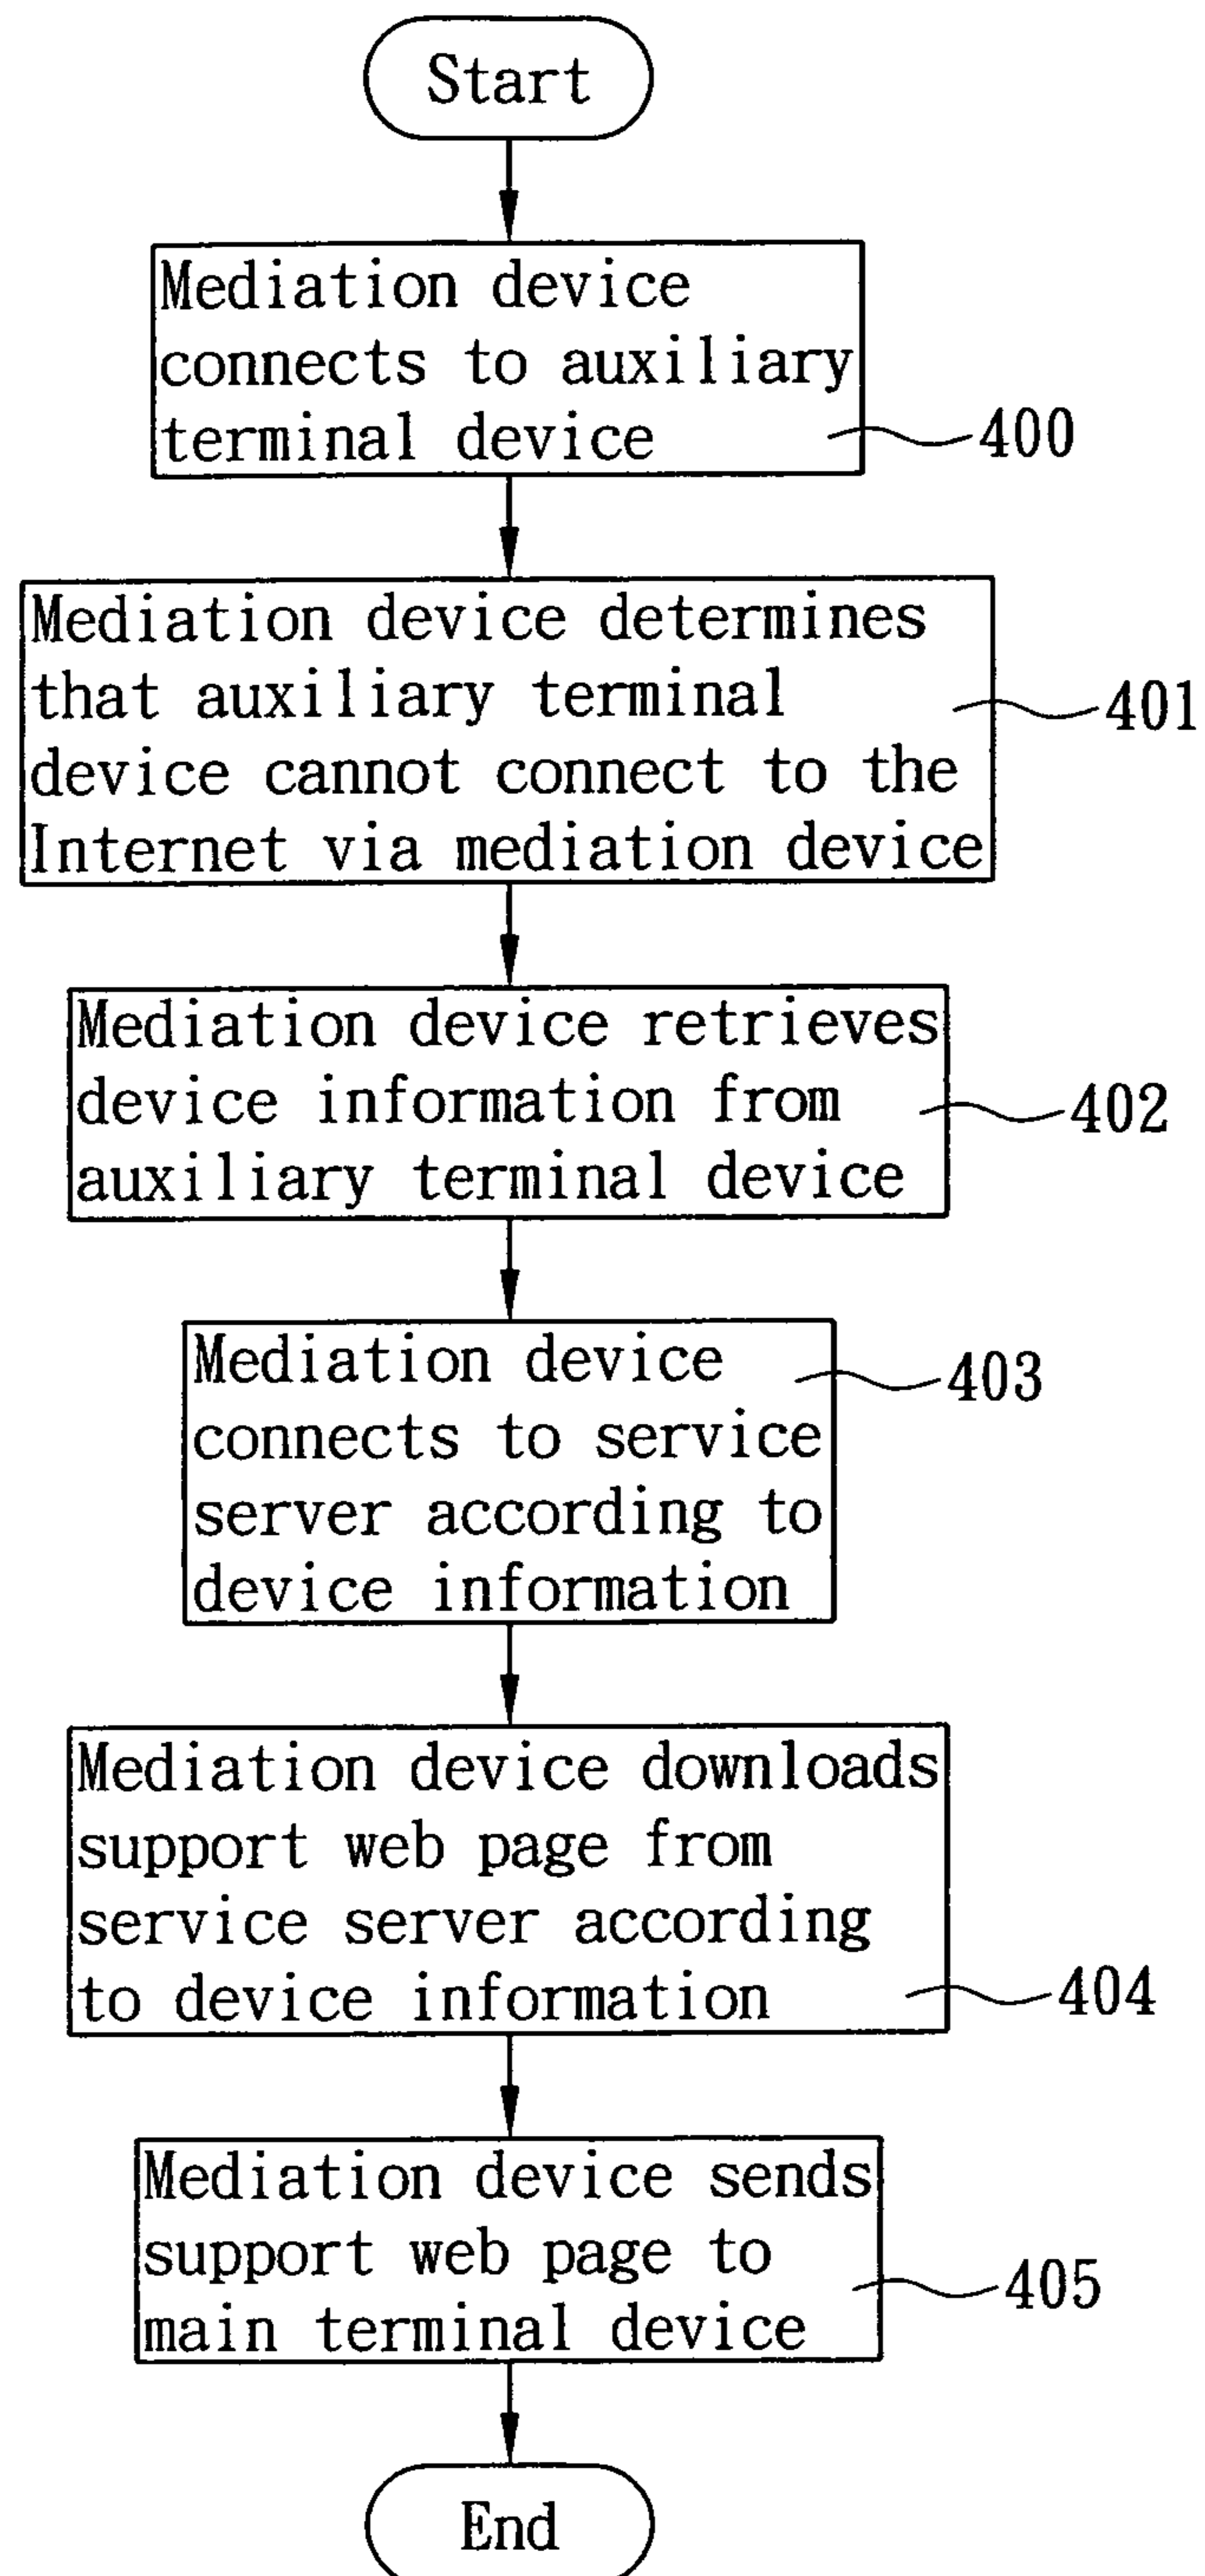 Start
Mediation device
connects to auxiliary
terminal device
400
Mediation device determines
that auxiliary terminal
device cannot connect to the
Internet via mediation device
401
Mediation device retrieves
device information from
auxiliary terminal device
402
Mediation device
connects to service
server according to
device information
403
Mediation device downloads
support web page from
service server according
to device information
404
Mediation device sends
support web page to
main terminal device
405
End